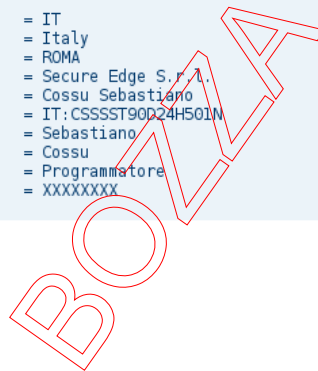 = IT
= Italy
= ROMA
= Secure Edge S.r.l.
= Cossu Sebastiano
= IT:CSSSST90D24H501N
= Sebastiano
= Cossu
= Programmatore
= XXXXXXXX
BOZZA